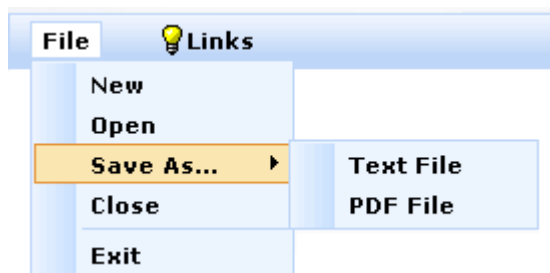 File Links
New
Open
Save As... Text File
Close PDF File
Exit